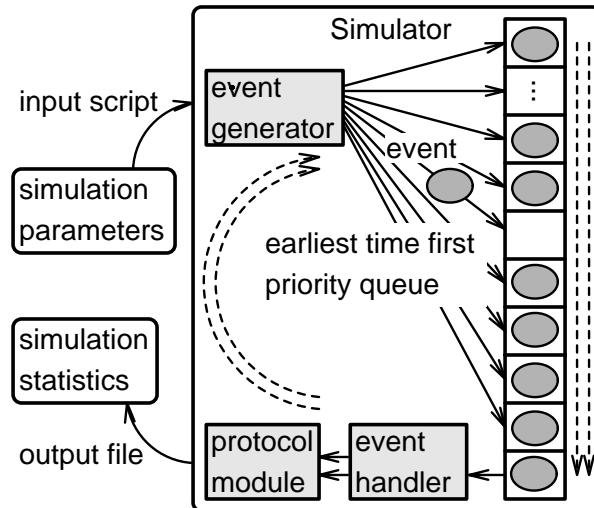 Simulator
input script
event
generator
...
event
simulation
parameters
earliest time first
priority queue
simulation
statistics
output file
protocol
module
event
handler